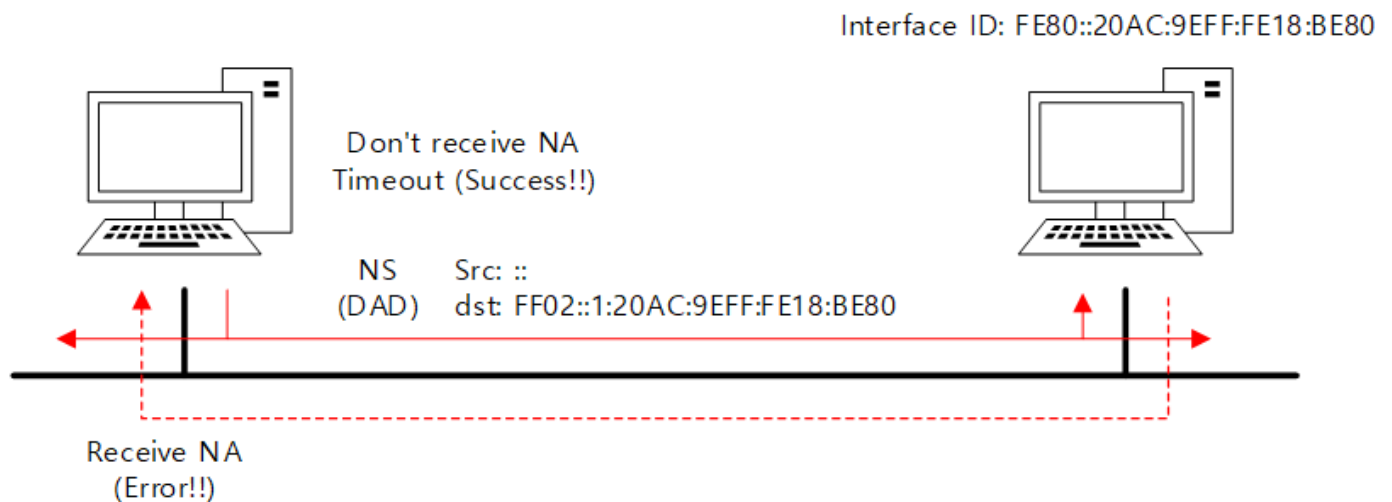 Interface ID: FE80::20AC:9EFF:FE18:BE80
Don't receive NA
Timeout (Success!!)
NS Src: ::
(DAD) dst: FF02::1:20AC:9EFF:FE18:BE80
Receive NA
(Error!!)